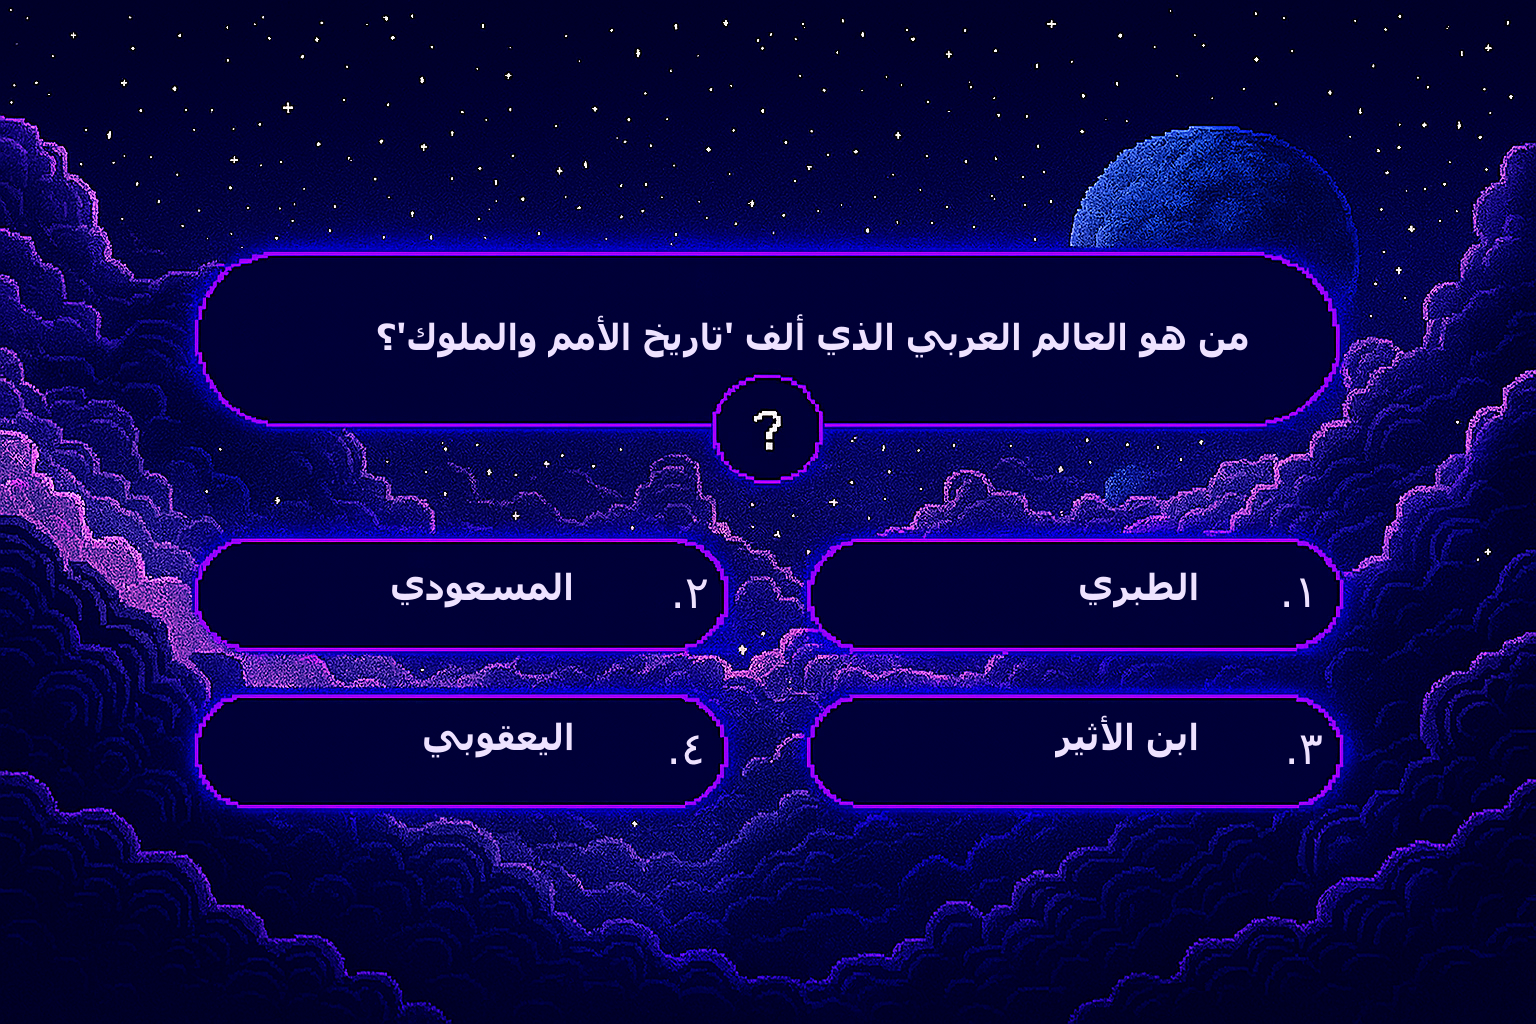 من هو العالم العربي الذي ألف 'تاريخ الأمم والملوك'؟
?
١. الطبري
٢. المسعودي
٣. ابن الأثير
٤. اليعقوبي